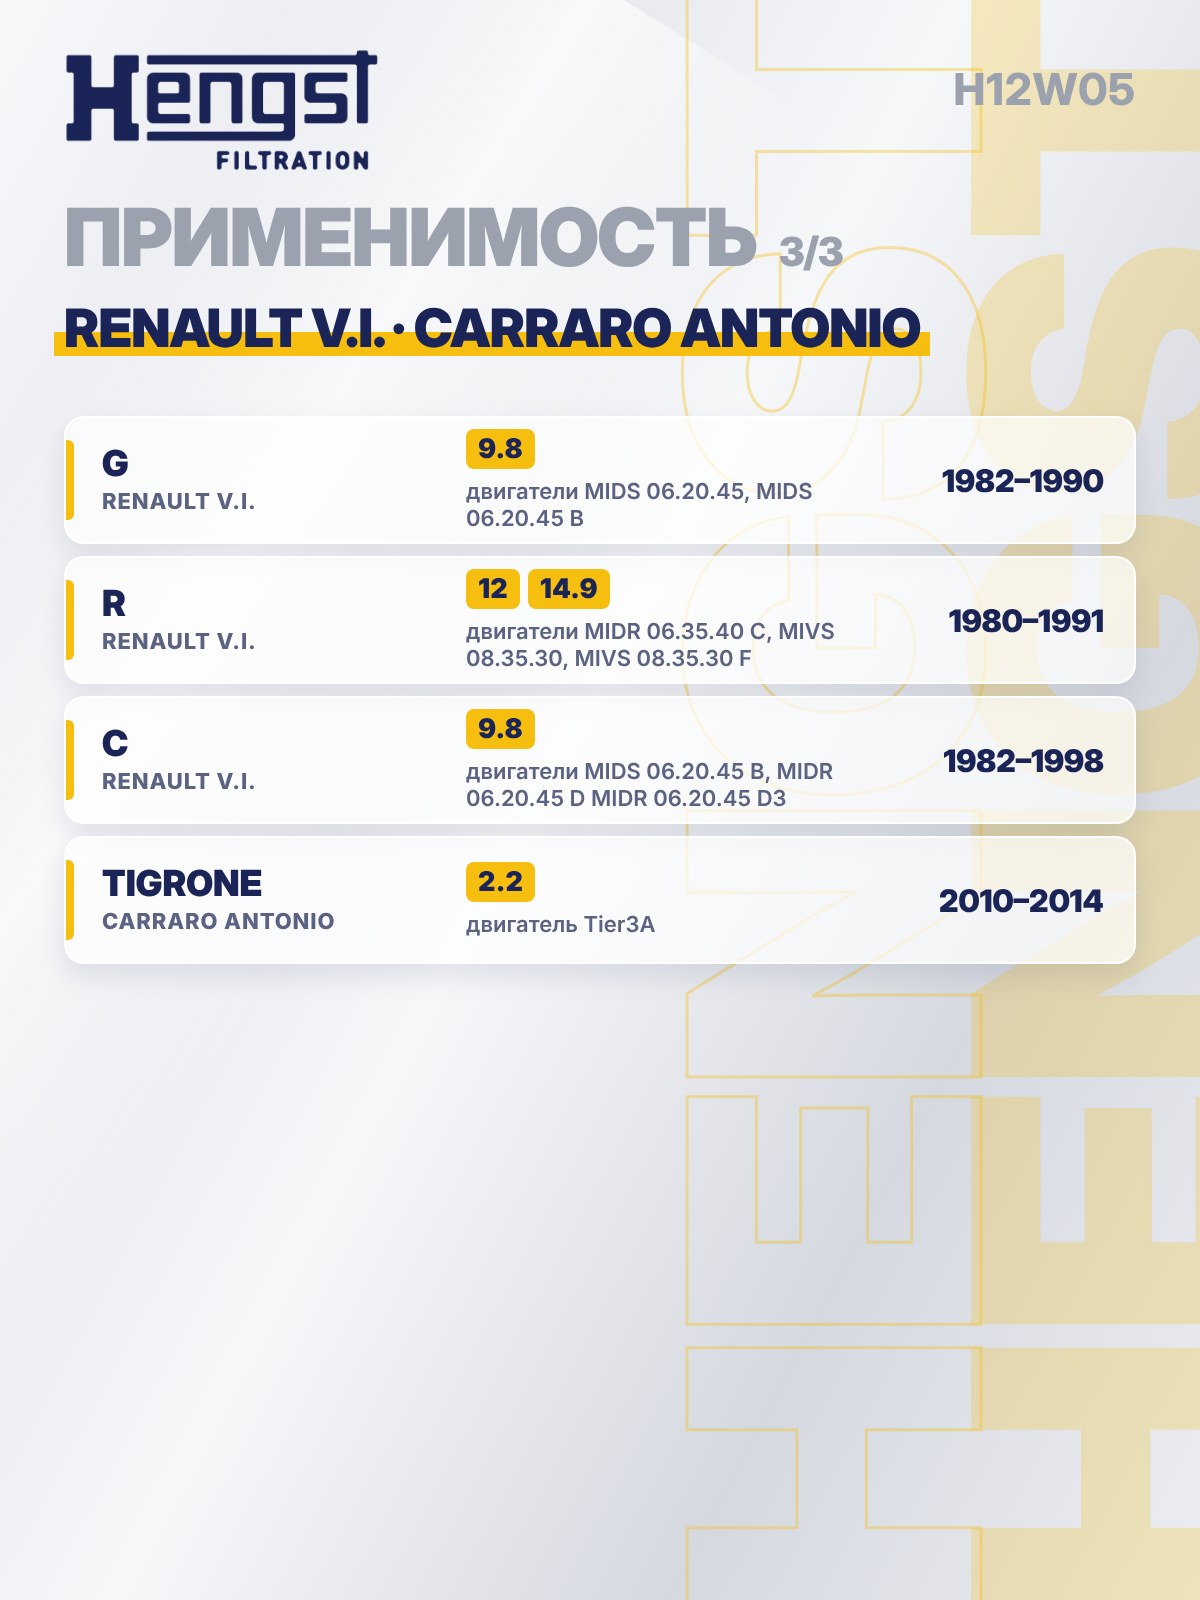 Hengst
FILTRATION
H12W05
ПРИМЕНИМОСТЬ 3/3
RENAULT V.I. · CARRARO ANTONIO
G
RENAULT V.I.
9.8
двигатели MIDS 06.20.45, MIDS
06.20.45 B
1982–1990
R
RENAULT V.I.
12 14.9
двигатели MIDR 06.35.40 C, MIVS
08.35.30, MIVS 08.35.30 F
1980–1991
C
RENAULT V.I.
9.8
двигатели MIDS 06.20.45 B, MIDR
06.20.45 D MIDR 06.20.45 D3
1982–1998
TIGRONE
CARRARO ANTONIO
2.2
двигатель Tier3A
2010–2014
HENGST
HENGST